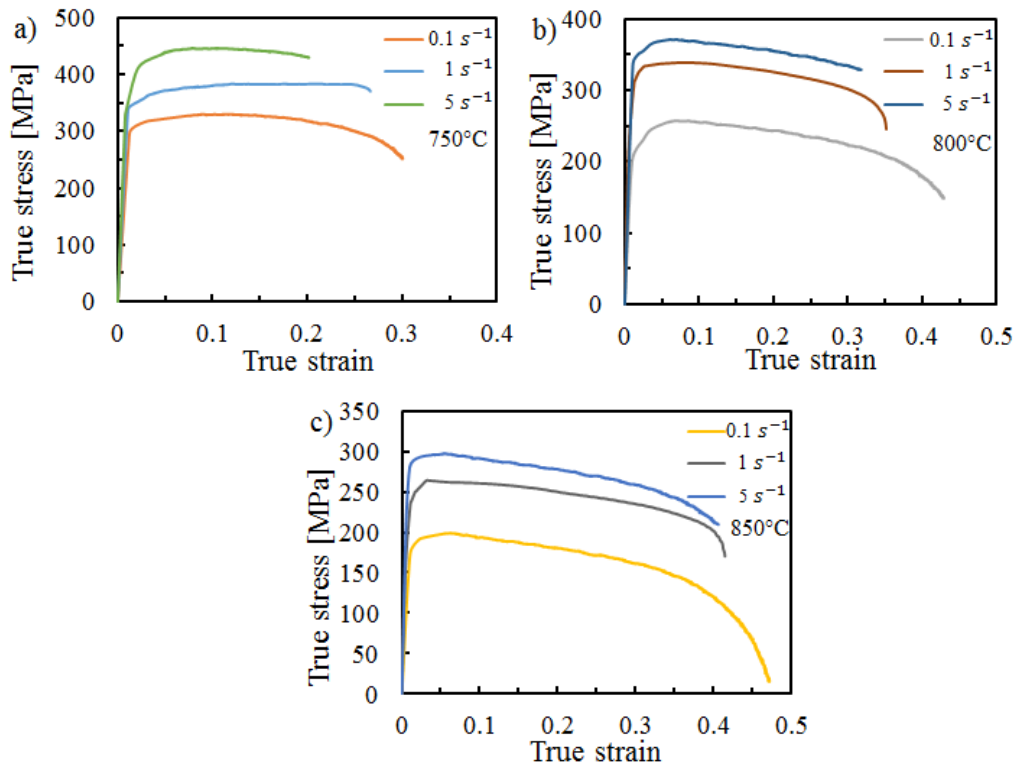 a)
500
400
300
200
100
0
0
0.1
0.2
0.3
0.4
True stress [MPa]
True strain
0.1 s⁻¹
1 s⁻¹
5 s⁻¹
750°C
b)
400
300
200
100
0
0
0.1
0.2
0.3
0.4
0.5
True stress [MPa]
True strain
0.1 s⁻¹
1 s⁻¹
5 s⁻¹
800°C
c)
350
300
250
200
150
100
50
0
0
0.1
0.2
0.3
0.4
0.5
True stress [MPa]
True strain
0.1 s⁻¹
1 s⁻¹
5 s⁻¹
850°C